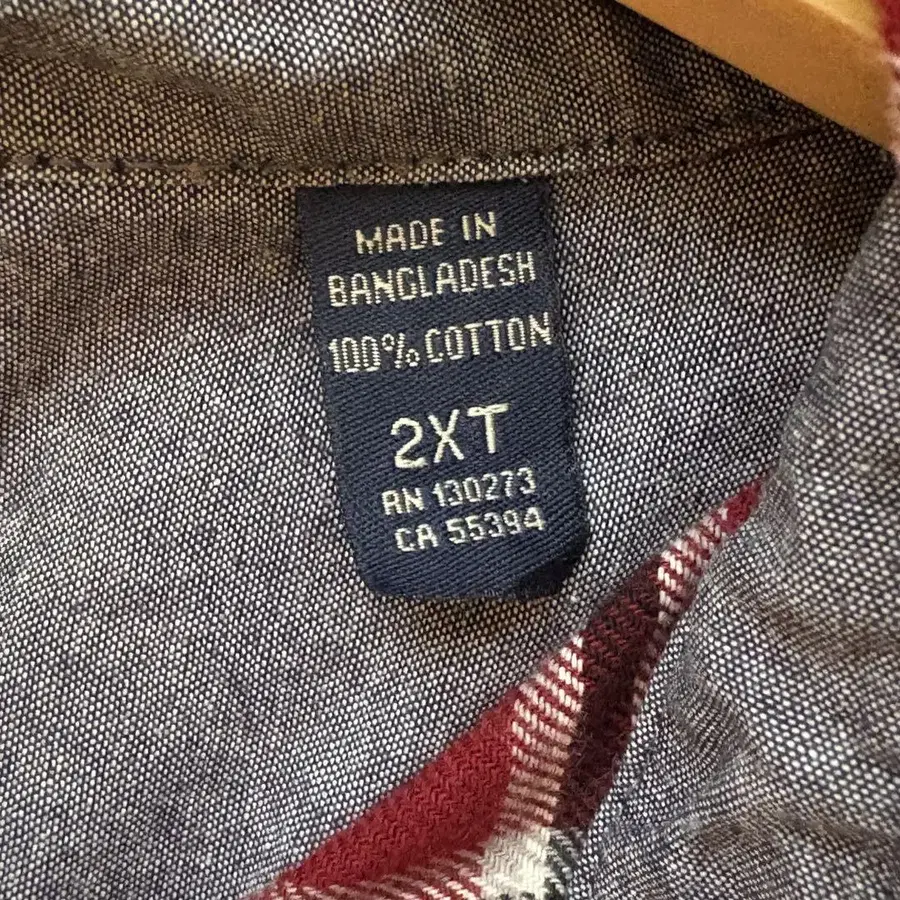 MADE IN
BANGLADESH
100% COTTON
2XT
RN 130273
CA 55394